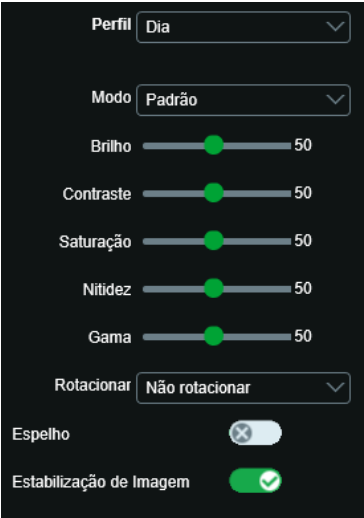 Perfil Dia
Modo Padrão
Brilho 50
Contraste 50
Saturação 50
Nitidez 50
Gama 50
Rotacionar Não rotacionar
Espelho
Estabilização de Imagem